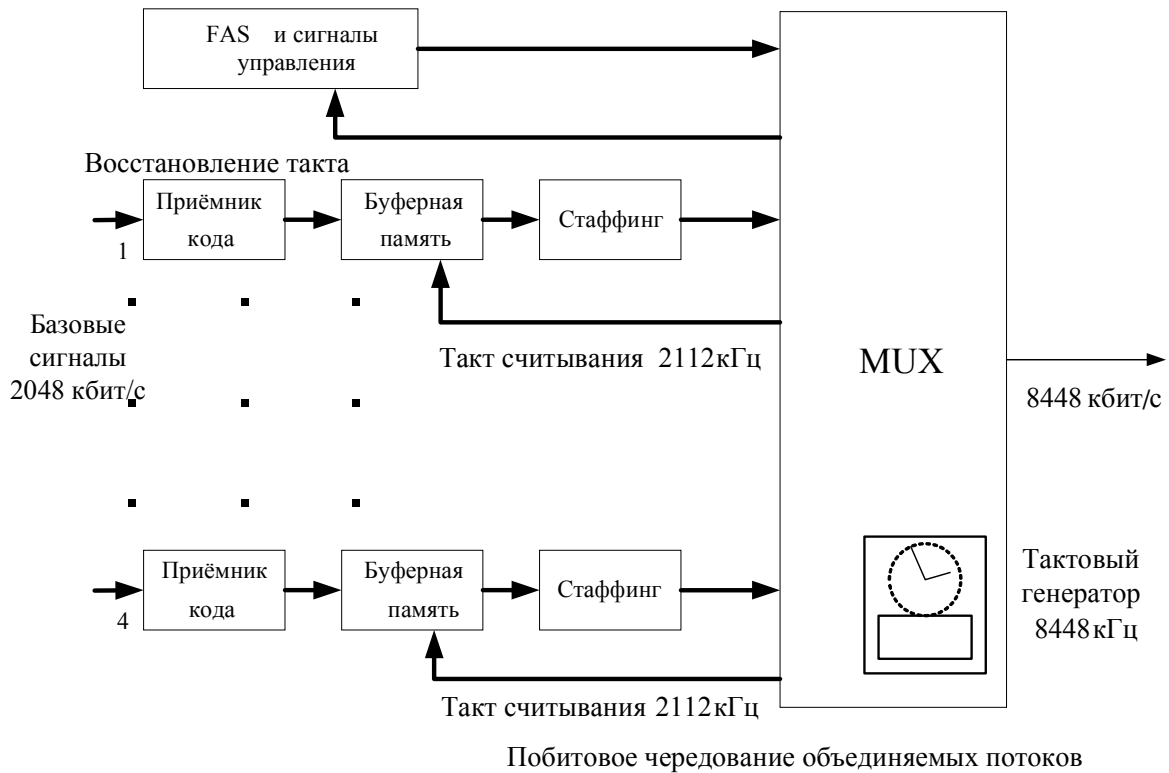 FAS и сигналы
управления
Восстановление такта
Приёмник
кода
Буферная
память
Стаффинг
1
Базовые
сигналы
2048 кбит/с
Такт считывания 2112кГц
MUX
8448 кбит/с
Приёмник
кода
Буферная
память
Стаффинг
4
Тактовый
генератор
8448кГц
Такт считывания 2112кГц
Побитовое чередование объединяемых потоков